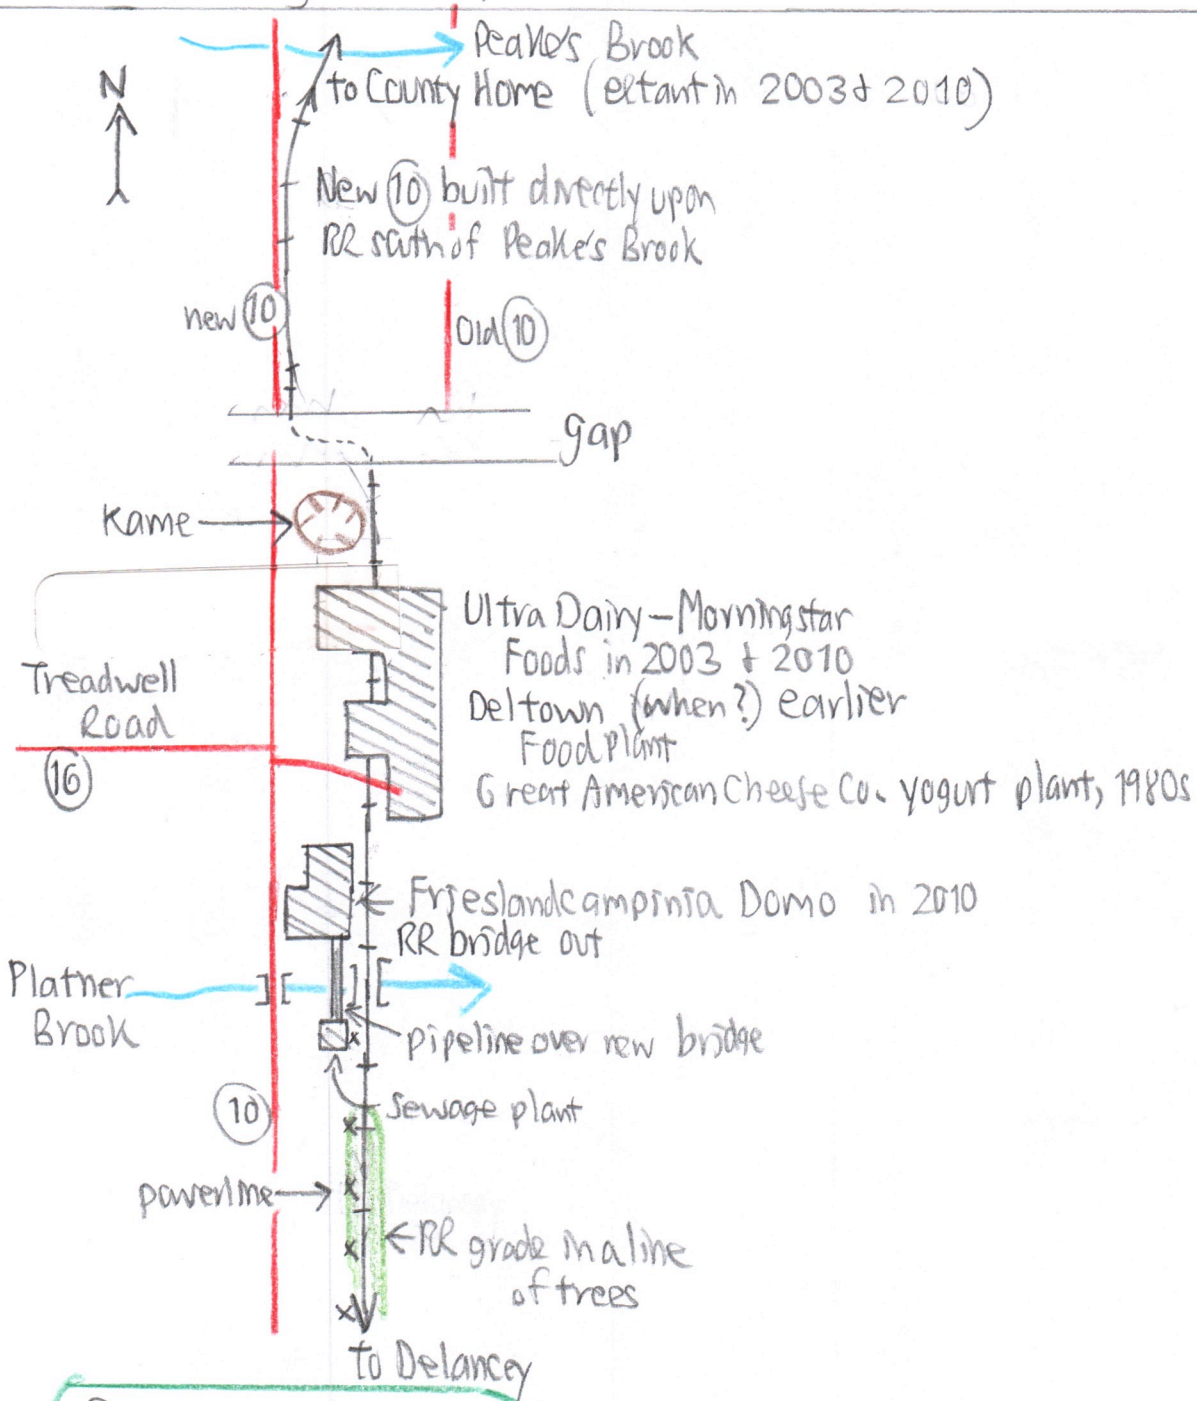 Peake's Brook
N
to County Home (extant in 2003 & 2010)
New 10 built directly upon
RR south of Peake's Brook
new 10
Old 10
gap
Kame
Ultra Dairy-Morningstar
Foods in 2003 & 2010
Treadwell
Road
Deltown (when?) earlier
Food Plant
16
Great American Cheese Co. yogurt plant, 1980s
Frieslandcampinia Domo in 2010
RR bridge out
Platner
Brook
pipeline over new bridge
10
Sewage plant
powerline
RR grade in a line
of trees
to Delancey